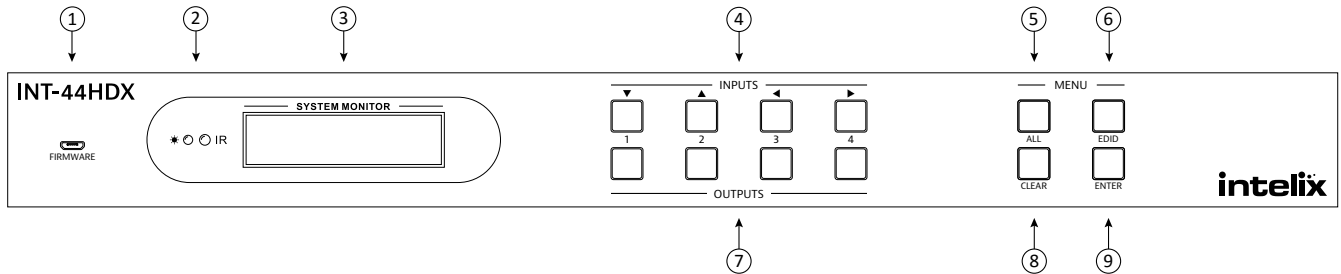 1 2 3 4 5 6
INT-44HDX
SYSTEM MONITOR
INPUTS
MENU
IR
FIRMWARE
1 2 3 4
ALL EDID
CLEAR ENTER
OUTPUTS
intelix
7 8 9